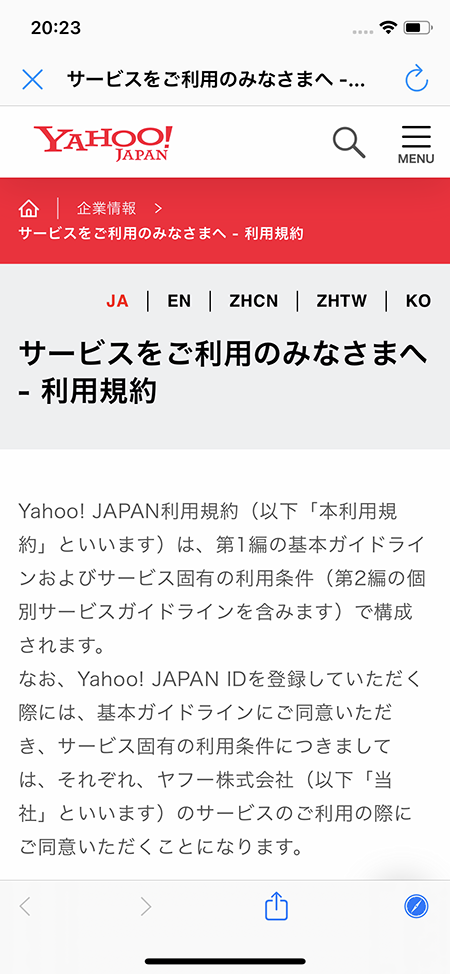 20:23
サービスをご利用のみなさまへ -...
YAHOO!
JAPAN
MENU
企業情報 >
サービスをご利用のみなさまへ - 利用規約
JA | EN | ZHCN | ZHTW | KO
サービスをご利用のみなさまへ
- 利用規約
Yahoo! JAPAN利用規約（以下「本利用規
約」といいます）は、第1編の基本ガイドライ
ンおよびサービス固有の利用条件（第2編の個
別サービスガイドラインを含みます）で構成
されます。
なお、Yahoo! JAPAN IDを登録していただく
際には、基本ガイドラインにご同意いただ
き、サービス固有の利用条件につきまして
は、それぞれ、ヤフー株式会社（以下「当
社」といいます）のサービスのご利用の際に
ご同意いただくことになります。